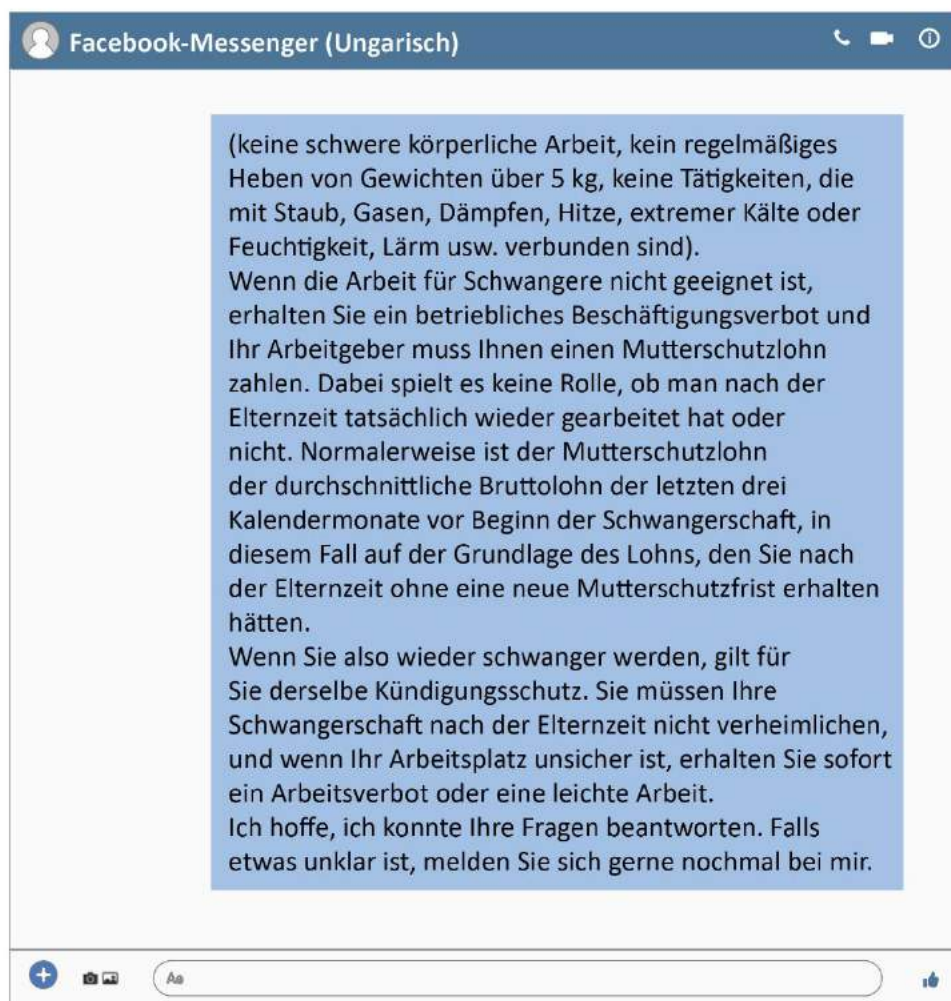 Facebook-Messenger (Ungarisch)
(keine schwere körperliche Arbeit, kein regelmäßiges
Heben von Gewichten über 5 kg, keine Tätigkeiten, die
mit Staub, Gasen, Dämpfen, Hitze, extremer Kälte oder
Feuchtigkeit, Lärm usw. verbunden sind).
Wenn die Arbeit für Schwangere nicht geeignet ist,
erhalten Sie ein betriebliches Beschäftigungsverbot und
Ihr Arbeitgeber muss Ihnen einen Mutterschutzlohn
zahlen. Dabei spielt es keine Rolle, ob man nach der
Elternzeit tatsächlich wieder gearbeitet hat oder
nicht. Normalerweise ist der Mutterschutzlohn
der durchschnittliche Bruttolohn der letzten drei
Kalendermonate vor Beginn der Schwangerschaft, in
diesem Fall auf der Grundlage des Lohns, den Sie nach
der Elternzeit ohne eine neue Mutterschutzfrist erhalten
hätten.
Wenn Sie also wieder schwanger werden, gilt für
Sie derselbe Kündigungsschutz. Sie müssen Ihre
Schwangerschaft nach der Elternzeit nicht verheimlichen,
und wenn Ihr Arbeitsplatz unsicher ist, erhalten Sie sofort
ein Arbeitsverbot oder eine leichte Arbeit.
Ich hoffe, ich konnte Ihre Fragen beantworten. Falls
etwas unklar ist, melden Sie sich gerne nochmal bei mir.
Aa